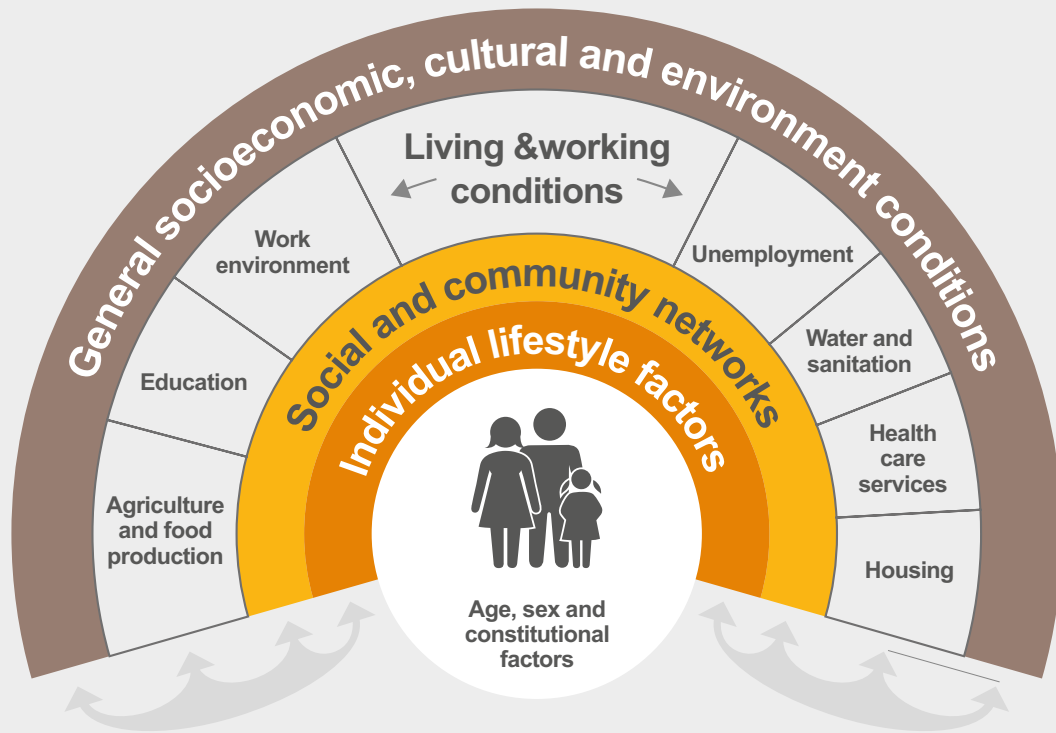 General socioeconomic, cultural and environment conditions
Living &working
conditions
Work
environment
Unemployment
Social and community networks
Water and
sanitation
Individual lifestyle factors
Education
Health
care
services
Agriculture
and food
production
Housing
Age, sex and
constitutional
factors